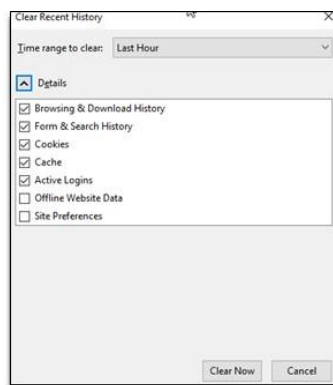 Clear Recent History
Time range to clear: Last Hour
Details
Browsing & Download History
Form & Search History
Cookies
Cache
Active Logins
Offline Website Data
Site Preferences
Clear Now Cancel